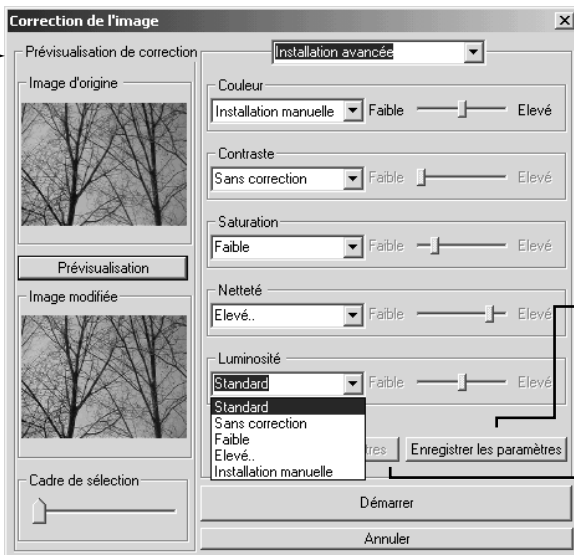 Correction de l'image
Prévisualisation de correction
Installation avancée
Image d'origine
Prévisualisation
Image modifiée
Cadre de sélection
Couleur
Installation manuelle Faible Elevé
Contraste
Sans correction Faible Elevé
Saturation
Faible Faible Elevé
Netteté
Elevé.. Faible Elevé
Luminosité
Standard Faible Elevé
Standard
Sans correction
Faible
Elevé..
Installation manuelle
Enregistrer les paramètres
Démarrer
Annuler